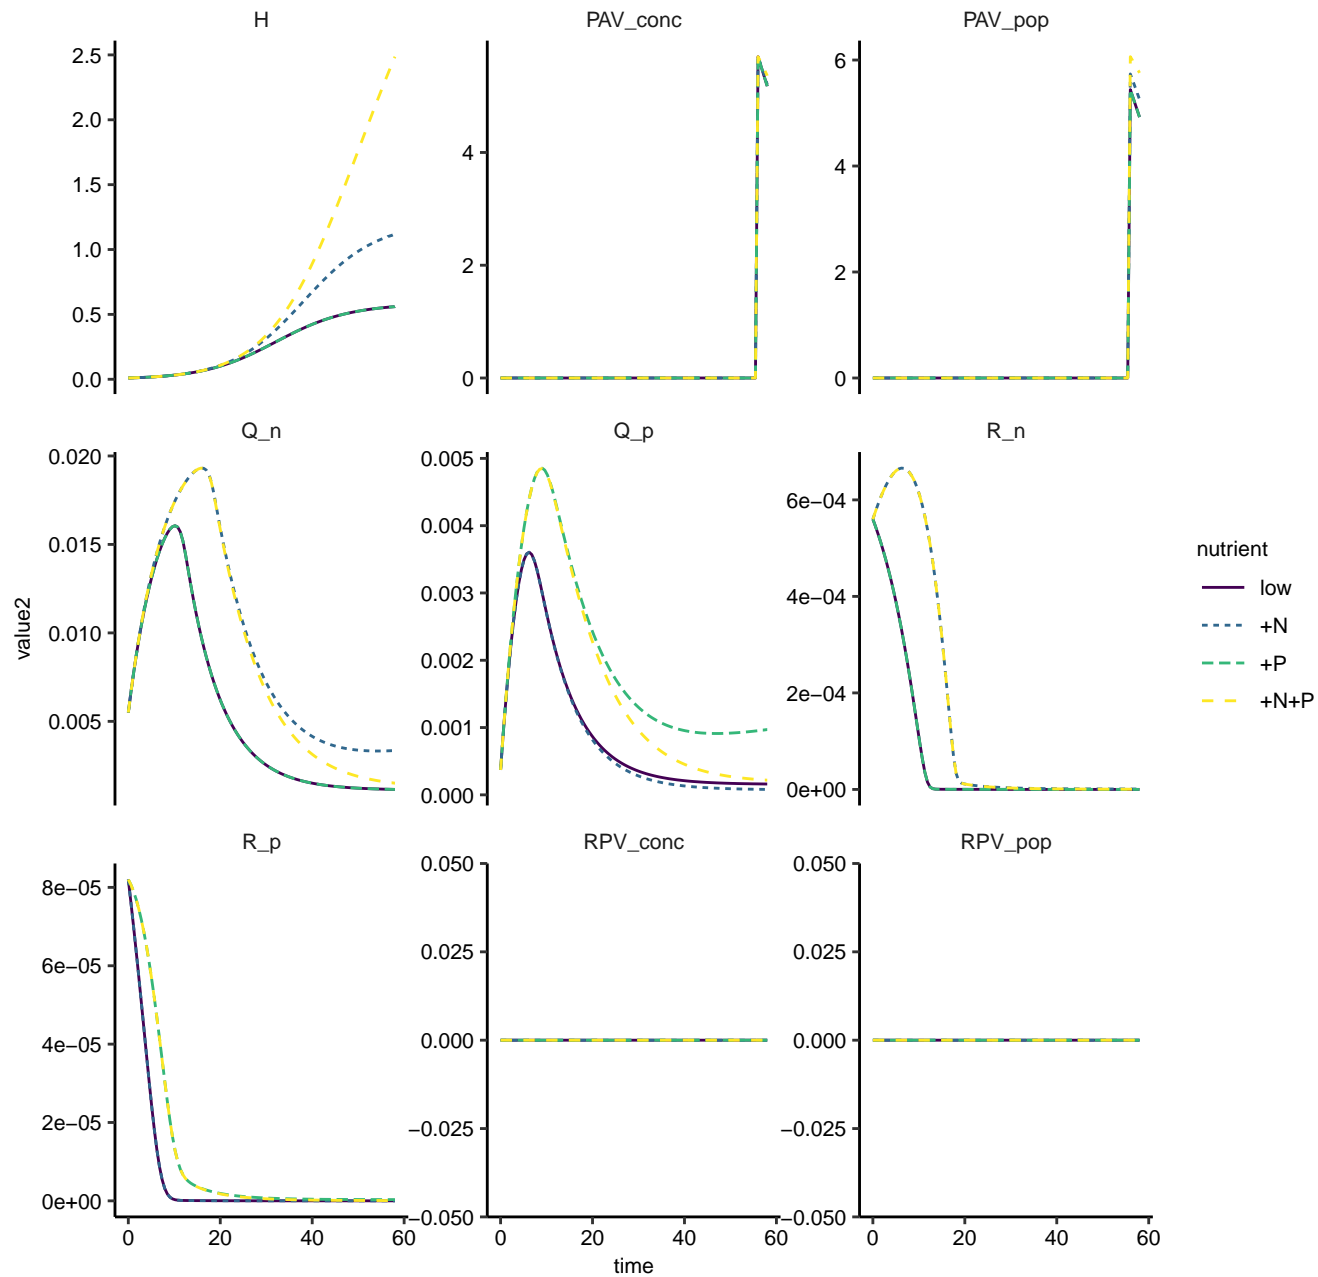 H PAV_conc PAV_pop
2.5
2.0
1.5
1.0
0.5
0.0
4
2
0
6
4
2
0
Q_n Q_p R_n
0.020
0.015
0.010
0.005
0.005
0.004
0.003
0.002
0.001
0.000
6e−04
4e−04
2e−04
0e+00
R_p RPV_conc RPV_pop
8e−05
6e−05
4e−05
2e−05
0e+00
0.050
0.025
0.000
−0.025
−0.050
0.050
0.025
0.000
−0.025
−0.050
0 20 40 60
0 20 40 60
0 20 40 60
time
value2
nutrient
low
+N
+P
+N+P